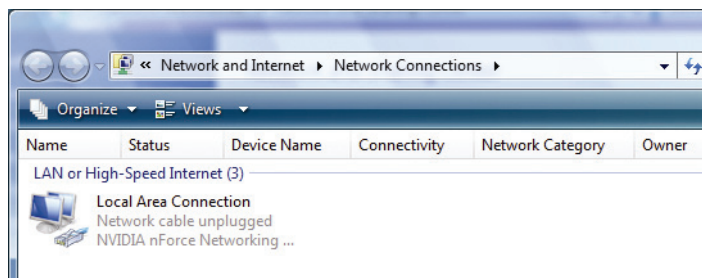 « Network and Internet ▸ Network Connections ▸
Organize Views
Name Status Device Name Connectivity Network Category Owner
LAN or High-Speed Internet (3)
Local Area Connection
Network cable unplugged
NVIDIA nForce Networking ...